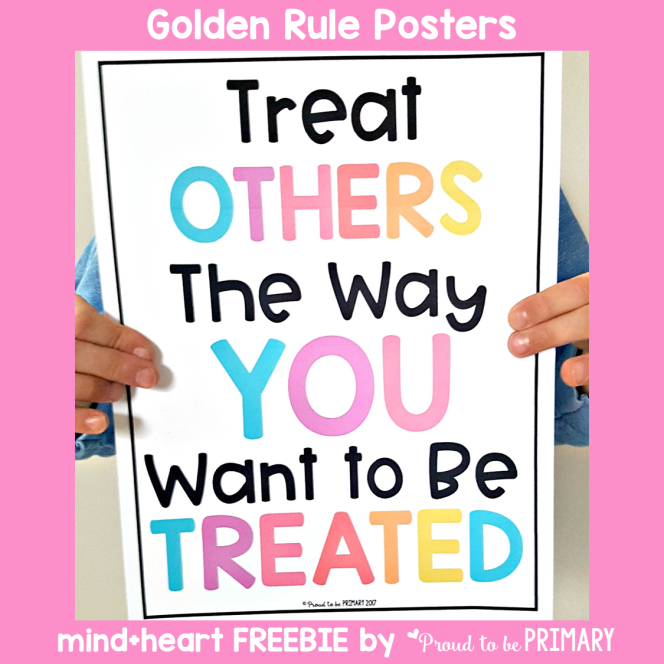 Golden Rule Posters
Treat
OTHERS
The Way
YOU
Want to Be
TREATED
© Proud to be PRIMARY 2017
mind+heart FREEBIE by ♥Proud to be PRIMARY